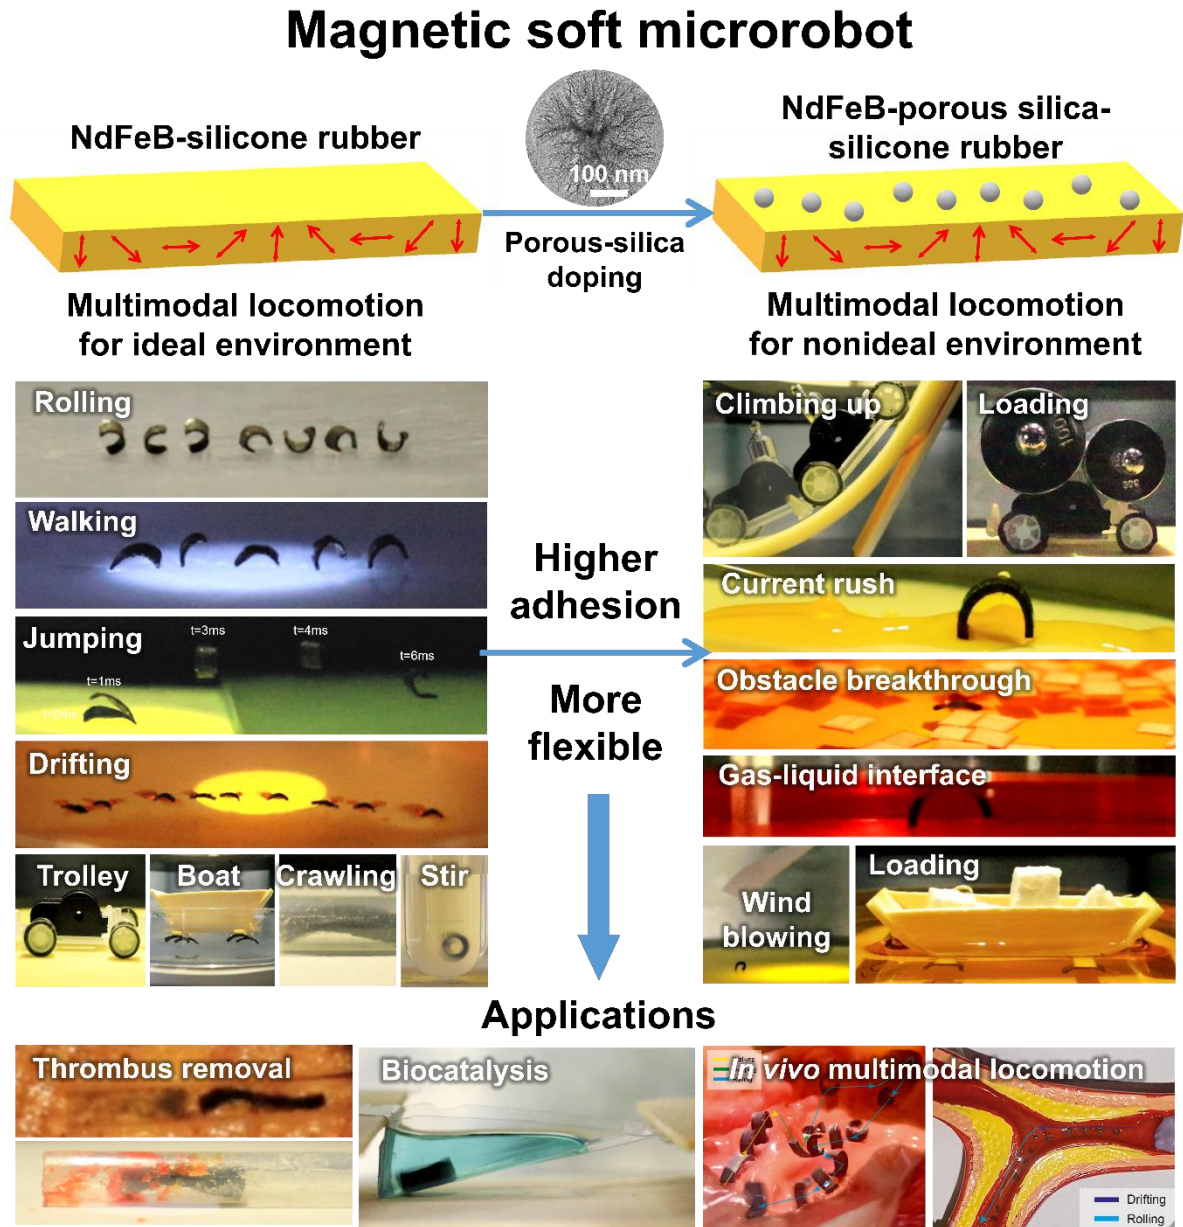 Magnetic soft microrobot
NdFeB-silicone rubber
100 nm
Porous-silica
doping
NdFeB-porous silica-
silicone rubber
Multimodal locomotion
for ideal environment
Multimodal locomotion
for nonideal environment
Rolling
Walking
Jumping
t=0ms
t=1ms
t=3ms
t=4ms
t=6ms
Drifting
Trolley
Boat
Crawling
Stir
Higher
adhesion
More
flexible
Climbing up
Loading
100
Current rush
Obstacle breakthrough
Gas-liquid interface
Wind
blowing
Loading
Applications
Thrombus removal
Biocatalysis
In vivo multimodal locomotion
Drifting
Rolling